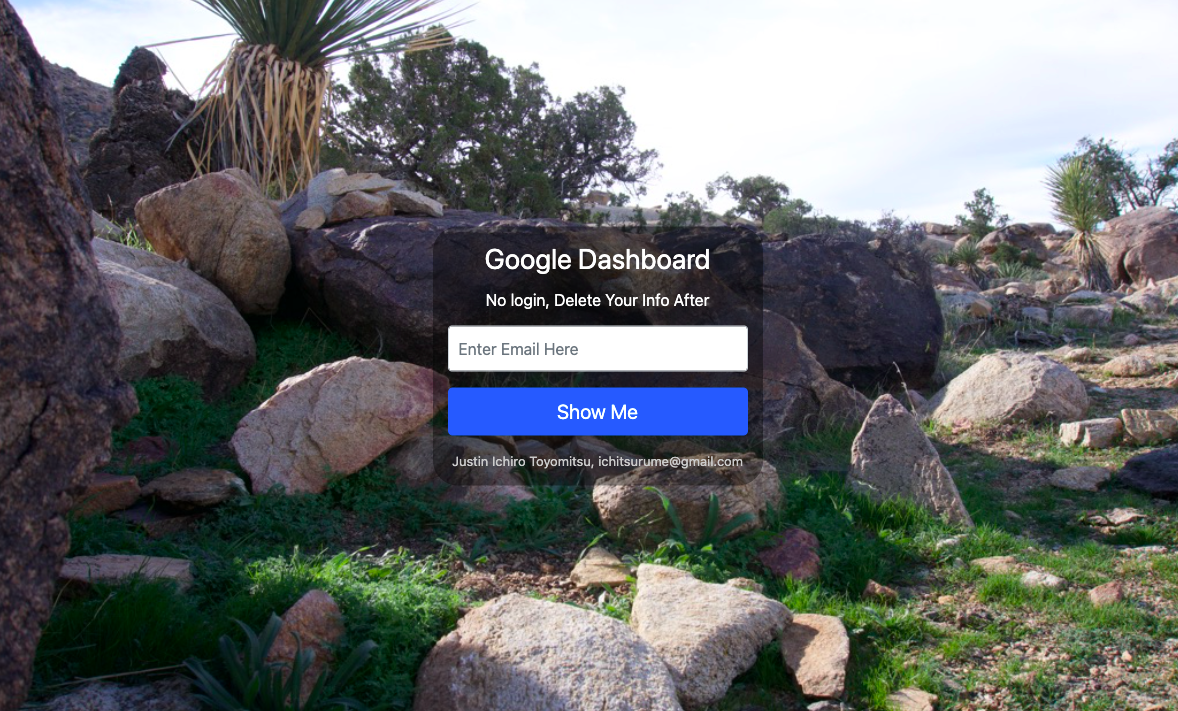 Google Dashboard
No login, Delete Your Info After
Enter Email Here
Show Me
Justin Ichiro Toyomitsu, ichitsurume@gmail.com